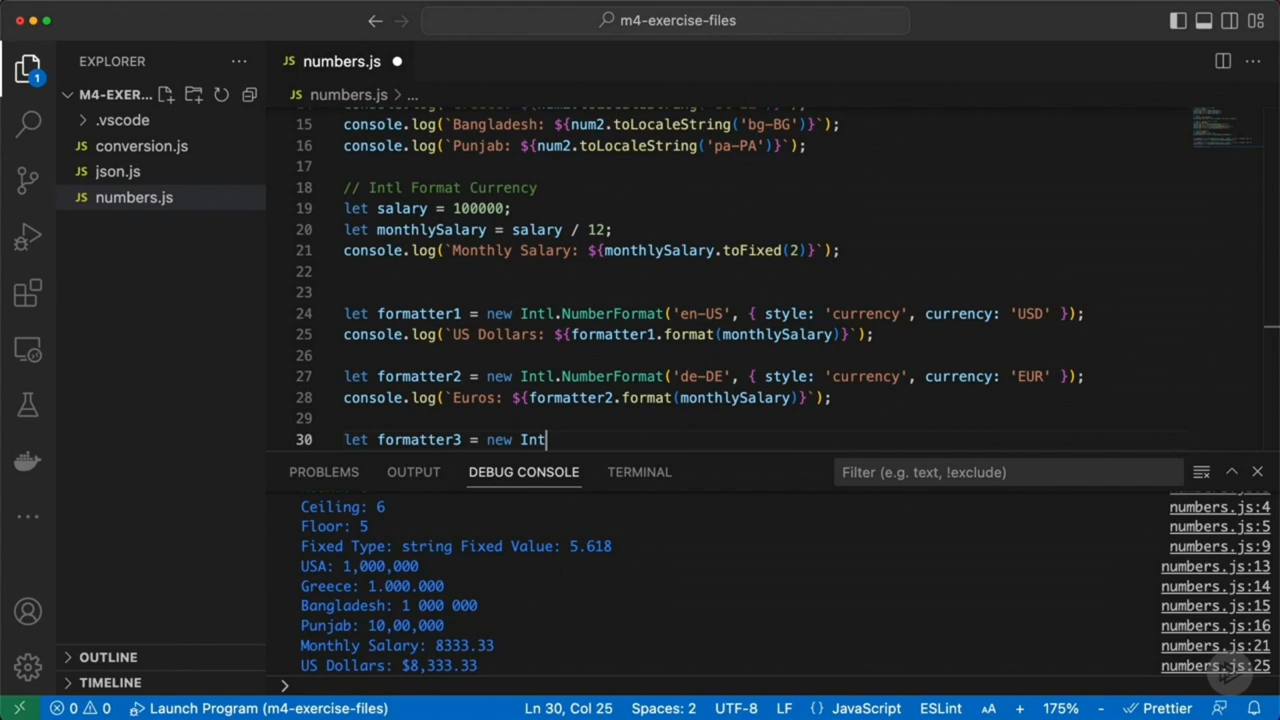 m4-exercise-files
EXPLORER
M4-EXER...
.vscode
conversion.js
json.js
numbers.js
OUTLINE
TIMELINE
1
JS numbers.js
JS numbers.js > ...
15 console.log(`Bangladesh: ${num2.toLocaleString('bg-BG')}`);
16 console.log(`Punjab: ${num2.toLocaleString('pa-PA')}`);
17
18 // Intl Format Currency
19 let salary = 100000;
20 let monthlySalary = salary / 12;
21 console.log(`Monthly Salary: ${monthlySalary.toFixed(2)}`);
22
23
24 let formatter1 = new Intl.NumberFormat('en-US', { style: 'currency', currency: 'USD' });
25 console.log(`US Dollars: ${formatter1.format(monthlySalary)}`);
26
27 let formatter2 = new Intl.NumberFormat('de-DE', { style: 'currency', currency: 'EUR' });
28 console.log(`Euros: ${formatter2.format(monthlySalary)}`);
29
30 let formatter3 = new Int
PROBLEMS OUTPUT DEBUG CONSOLE TERMINAL Filter (e.g. text, !exclude)
Ceiling: 6 numbers.js:4
Floor: 5 numbers.js:5
Fixed Type: string Fixed Value: 5.618 numbers.js:9
USA: 1,000,000 numbers.js:13
Greece: 1.000.000 numbers.js:14
Bangladesh: 1 000 000 numbers.js:15
Punjab: 10,00,000 numbers.js:16
Monthly Salary: 8333.33 numbers.js:21
US Dollars: $8,333.33 numbers.js:25
0 0 Launch Program (m4-exercise-files) Ln 30, Col 25 Spaces: 2 UTF-8 LF {} JavaScript ESLint AA + 175% - Prettier